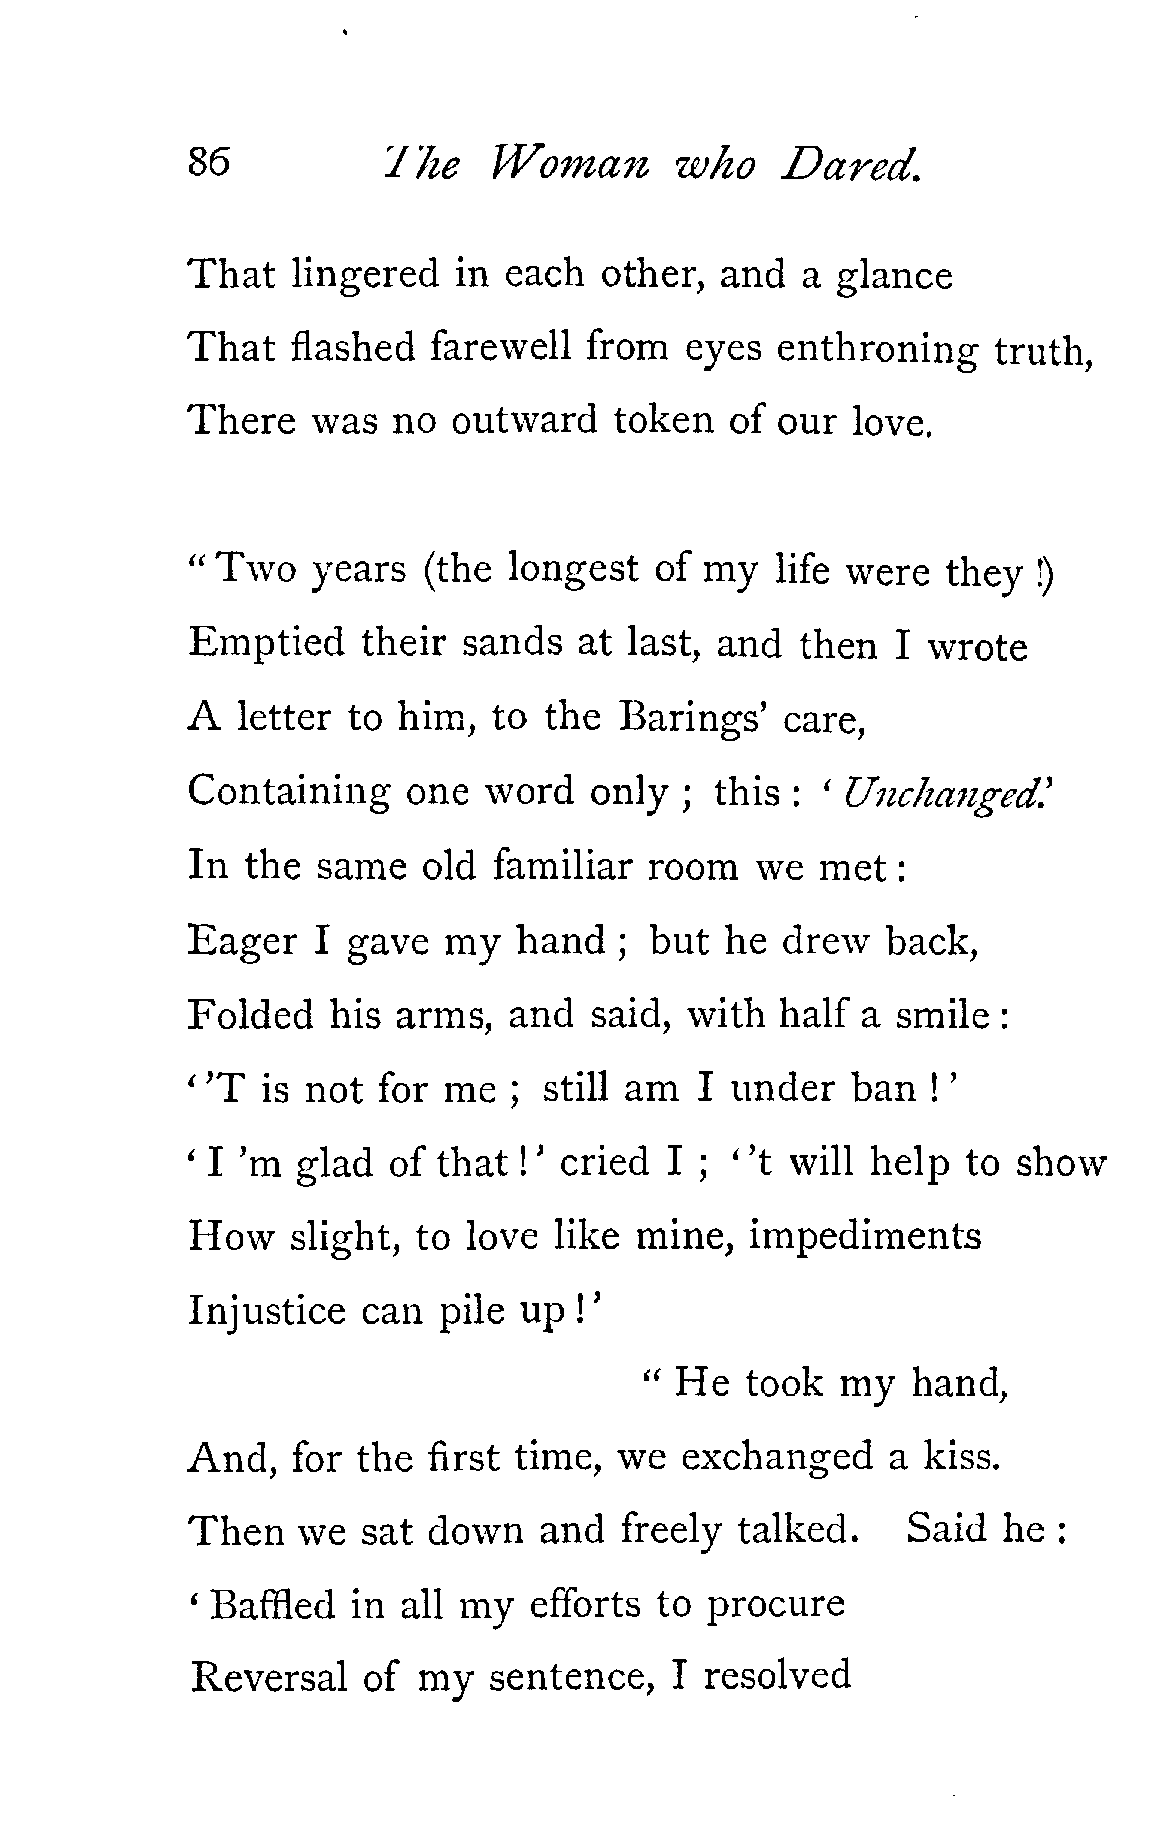 86 The Woman who Dared.
That lingered in each other, and a glance
That flashed farewell from eyes enthroning truth,
There was no outward token of our love.
“ Two years (the longest of my life were they !)
Emptied their sands at last, and then I wrote
A letter to him, to the Barings’ care,
Containing one word only ; this : ‘ Unchanged.’
In the same old familiar room we met :
Eager I gave my hand ; but he drew back,
Folded his arms, and said, with half a smile :
‘ ’T is not for me ; still am I under ban ! ’
‘ I ’m glad of that ! ’ cried I ; ‘ ’t will help to show
How slight, to love like mine, impediments
Injustice can pile up ! ’
“ He took my hand,
And, for the first time, we exchanged a kiss.
Then we sat down and freely talked. Said he :
‘ Baffled in all my efforts to procure
Reversal of my sentence, I resolved